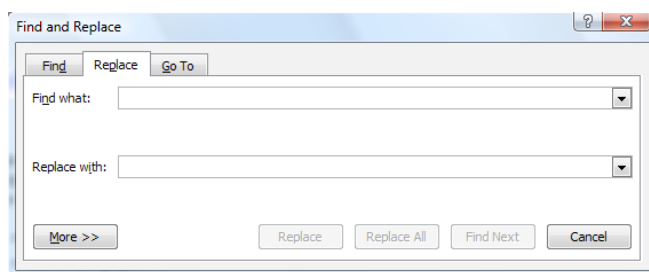 Find and Replace
Find Replace Go To
Find what:
Replace with:
More >> Replace Replace All Find Next Cancel